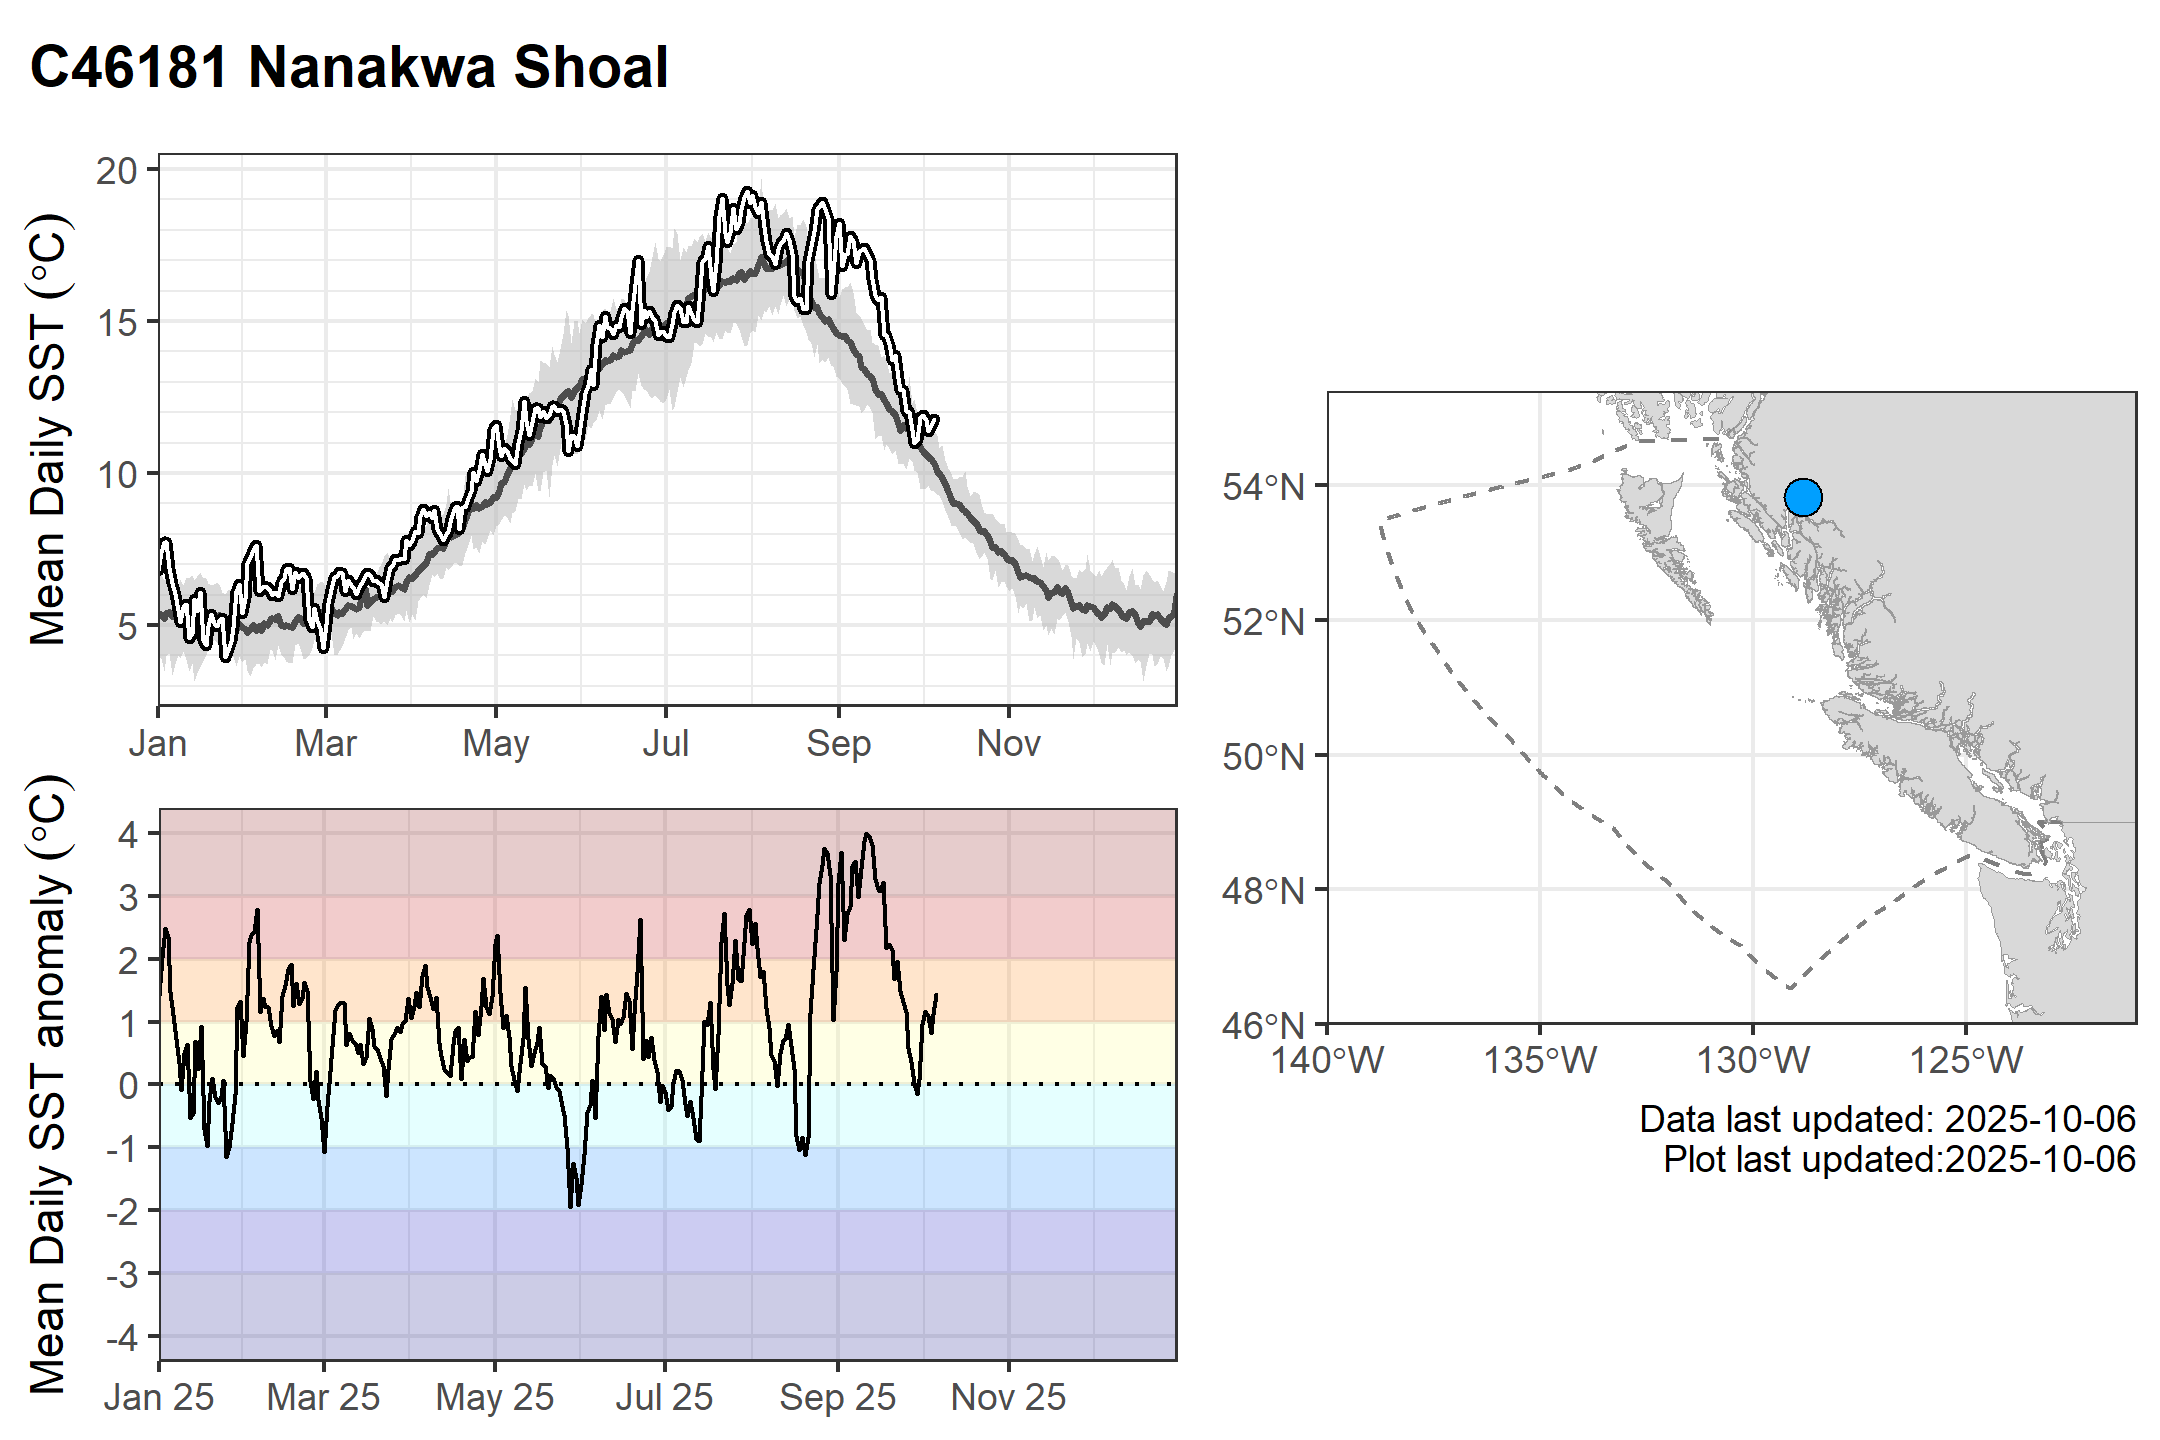 C46181 Nanakwa Shoal
Mean Daily SST (°C)
20
15
10
5
Jan Mar May Jul Sep Nov
Mean Daily SST anomaly (°C)
4
3
2
1
0
-1
-2
-3
-4
Jan 25 Mar 25 May 25 Jul 25 Sep 25 Nov 25
54°N
52°N
50°N
48°N
46°N
140°W 135°W 130°W 125°W
Data last updated: 2025-10-06
Plot last updated:2025-10-06